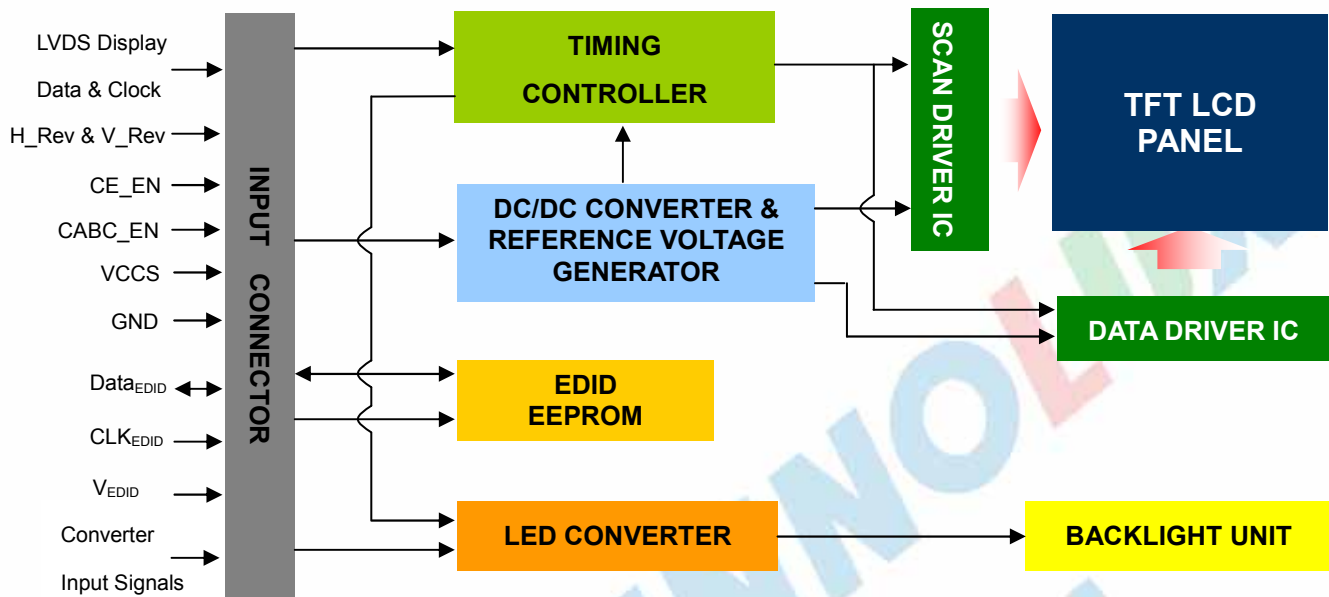 LVDS Display
Data & Clock
H_Rev & V_Rev
CE_EN
CABC_EN
VCCS
GND
DataEDID
CLKEDID
VEDID
Converter
Input Signals
INPUT CONNECTOR
TIMING
CONTROLLER
DC/DC CONVERTER &
REFERENCE VOLTAGE
GENERATOR
EDID
EEPROM
LED CONVERTER
SCAN DRIVER IC
TFT LCD
PANEL
DATA DRIVER IC
BACKLIGHT UNIT
INNOLUX